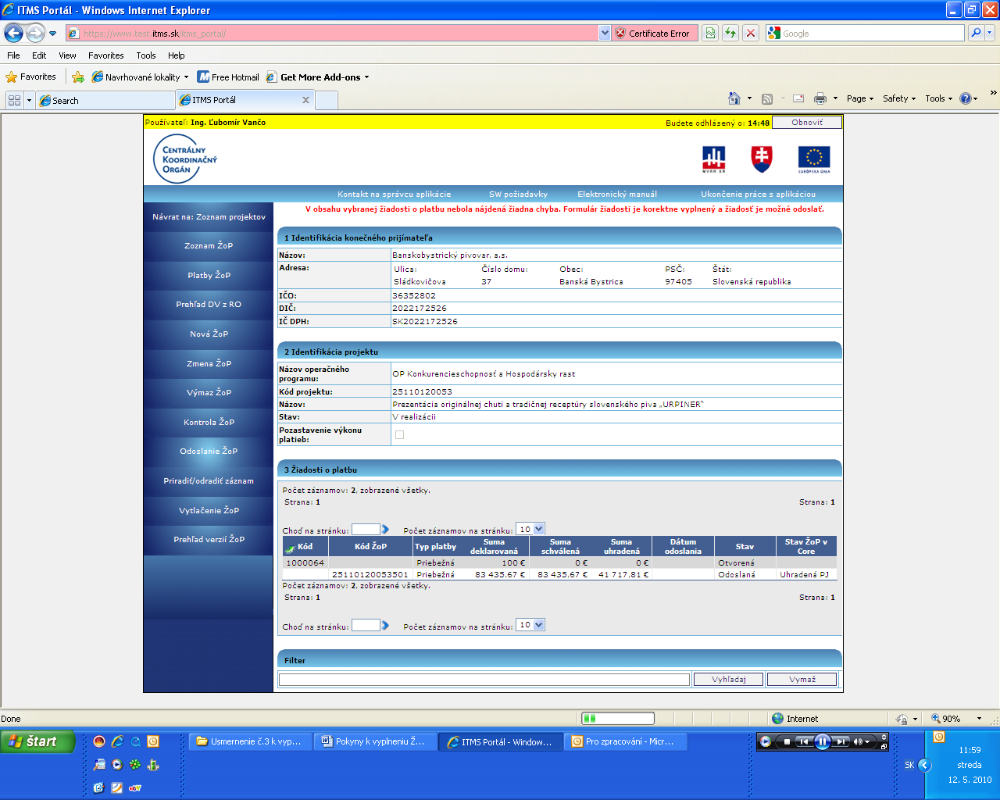 ITMS Portál - Windows Internet Explorer
https://www.test.itms.sk/itms_portal/
Certificate Error
Google
File Edit View Favorites Tools Help
Favorites
Navrhované lokality
Free Hotmail
Get More Add-ons
Search
ITMS Portál
Page
Safety
Tools
Používateľ: Ing. Ľubomír Vančo
Budete odhlásený o: 14:48
Obnoviť
CENTRÁLNY
KOORDINAČNÝ
ORGÁN
MVRR SR
EURÓPSKA ÚNIA
Kontakt na správcu aplikácie
SW požiadavky
Elektronický manuál
Ukončenie práce s aplikáciou
Návrat na: Zoznam projektov
Zoznam ŽoP
Platby ŽoP
Prehľad DV z RO
Nová ŽoP
Zmena ŽoP
Výmaz ŽoP
Kontrola ŽoP
Odoslanie ŽoP
Priradiť/odradiť záznam
Vytlačenie ŽoP
Prehľad verzií ŽoP
V obsahu vybranej žiadosti o platbu nebola nájdená žiadna chyba. Formulár žiadosti je korektne vyplnený a žiadosť je možné odoslať.
1 Identifikácia konečného prijímateľa
Názov: Banskobystrický pivovar, a.s.
Adresa: Ulica: Číslo domu: Obec: PSČ: Štát:
Sládkovičova 37 Banská Bystrica 97405 Slovenská republika
IČO: 36352802
DIČ: 2022172526
IČ DPH: SK2022172526
2 Identifikácia projektu
Názov operačného
programu: OP Konkurencieschopnosť a Hospodársky rast
Kód projektu: 25110120053
Názov: Prezentácia originálnej chuti a tradičnej receptúry slovenského piva „URPINER“
Stav: V realizácii
Pozastavenie výkonu
platieb:
3 Žiadosti o platbu
Počet záznamov: 2, zobrazené všetky.
Strana: 1 Strana: 1
Choď na stránku: Počet záznamov na stránku: 10
Kód Kód ŽoP Typ platby Suma deklarovaná Suma schválená Suma uhradená Dátum odoslania Stav Stav ŽoP v Core
1000064 Priebežná 100 € 0 € 0 € Otvorená
25110120053501 Priebežná 83 435,67 € 83 435,67 € 41 717,81 € Odoslaná Uhradená PJ
Počet záznamov: 2, zobrazené všetky.
Strana: 1 Strana: 1
Choď na stránku: Počet záznamov na stránku: 10
Filter
Vyhľadaj
Vymaž
Done
Internet
90%
štart
Usmernenie č.3 k vyp...
Pokyny k vyplneniu Ž...
ITMS Portál - Window...
Pro zpracování - Micr...
SK
11:59
streda
12. 5. 2010